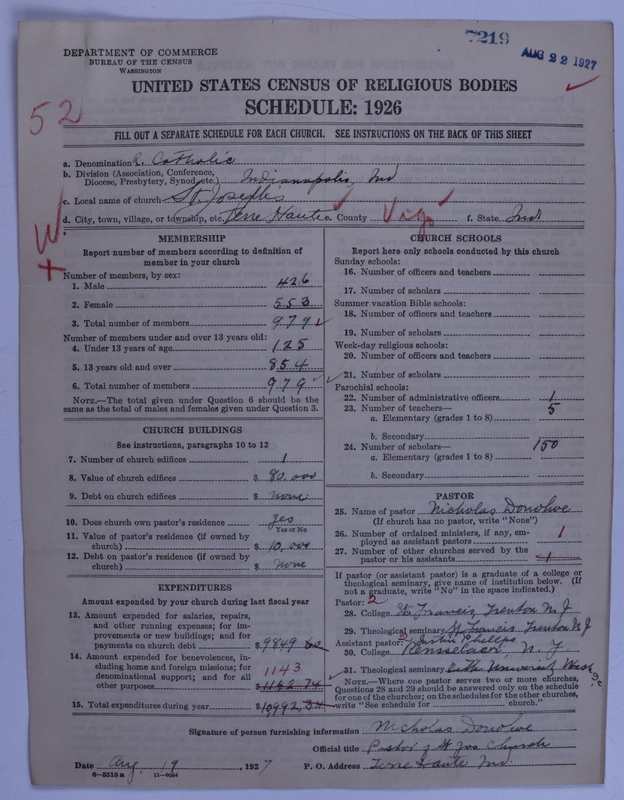 7219
AUG 22 1927
DEPARTMENT OF COMMERCE
BUREAU OF THE CENSUS
WASHINGTON
UNITED STATES CENSUS OF RELIGIOUS BODIES
SCHEDULE: 1926
52
FILL OUT A SEPARATE SCHEDULE FOR EACH CHURCH. SEE INSTRUCTIONS ON THE BACK OF THIS SHEET
a. Denomination R. Catholic
b. Division (Association, Conference, Diocese, Presbytery, Synod, etc.) Indianapolis, Ind
c. Local name of church St. Josephs
d. City, town, village, or township, etc. Terre Haute e. County Vigo f. State Ind
W.
MEMBERSHIP
Report number of members according to definition of
member in your church
Number of members, by sex:
1. Male 426
2. Female 553
3. Total number of members 979
Number of members under and over 13 years old:
4. Under 13 years of age 125
5. 13 years old and over 854
6. Total number of members 979
NOTE.—The total given under Question 6 should be the
same as the total of males and females given under Question 3.
CHURCH BUILDINGS
See instructions, paragraphs 10 to 12
7. Number of church edifices 1
8. Value of church edifices $ 80,000
9. Debt on church edifices $ None
10. Does church own pastor's residence Yes
Yes or No
11. Value of pastor's residence (if owned by
church) $ 10,000
12. Debt on pastor's residence (if owned by
church) $ None
EXPENDITURES
Amount expended by your church during last fiscal year
13. Amount expended for salaries, repairs,
and other running expenses; for im-
provements or new buildings; and for
payments on church debt $ 9849 60
14. Amount expended for benevolences, in-
cluding home and foreign missions; for
denominational support; and for all
other purposes $ 1142.74
1143
15. Total expenditures during year $ 10992.34
CHURCH SCHOOLS
Report here only schools conducted by this church
Sunday schools:
16. Number of officers and teachers
17. Number of scholars
Summer vacation Bible schools:
18. Number of officers and teachers
19. Number of scholars
Week-day religious schools:
20. Number of officers and teachers
21. Number of scholars
Parochial schools:
22. Number of administrative officers 1
23. Number of teachers— 5
a. Elementary (grades 1 to 8)
b. Secondary
24. Number of scholars— 150
a. Elementary (grades 1 to 8)
b. Secondary
PASTOR
25. Name of pastor Nicholas Donohue
(If church has no pastor, write "None")
26. Number of ordained ministers, if any, em-
ployed as assistant pastors 1
27. Number of other churches served by the
pastor or his assistants 1
If pastor (or assistant pastor) is a graduate of a college or
theological seminary, give name of institution below. (If
not a graduate, write "No" in the space indicated.)
Pastor: 2
28. College St Francis, Trenton N. J
29. Theological seminary St Francis Trenton N J
Assistant pastor:
30. College Rensselaer N. Y.
31. Theological seminary
NOTE.—Where one pastor serves two or more churches,
Questions 28 and 29 should be answered only on the schedule
for one of the churches; on the schedules for the other churches,
write "See schedule for church."
Signature of person furnishing information Nicholas Donohue
Official title Pastor of St Jos Church
Date Aug. 19, 1927 P. O. Address Terre Haute Ind.